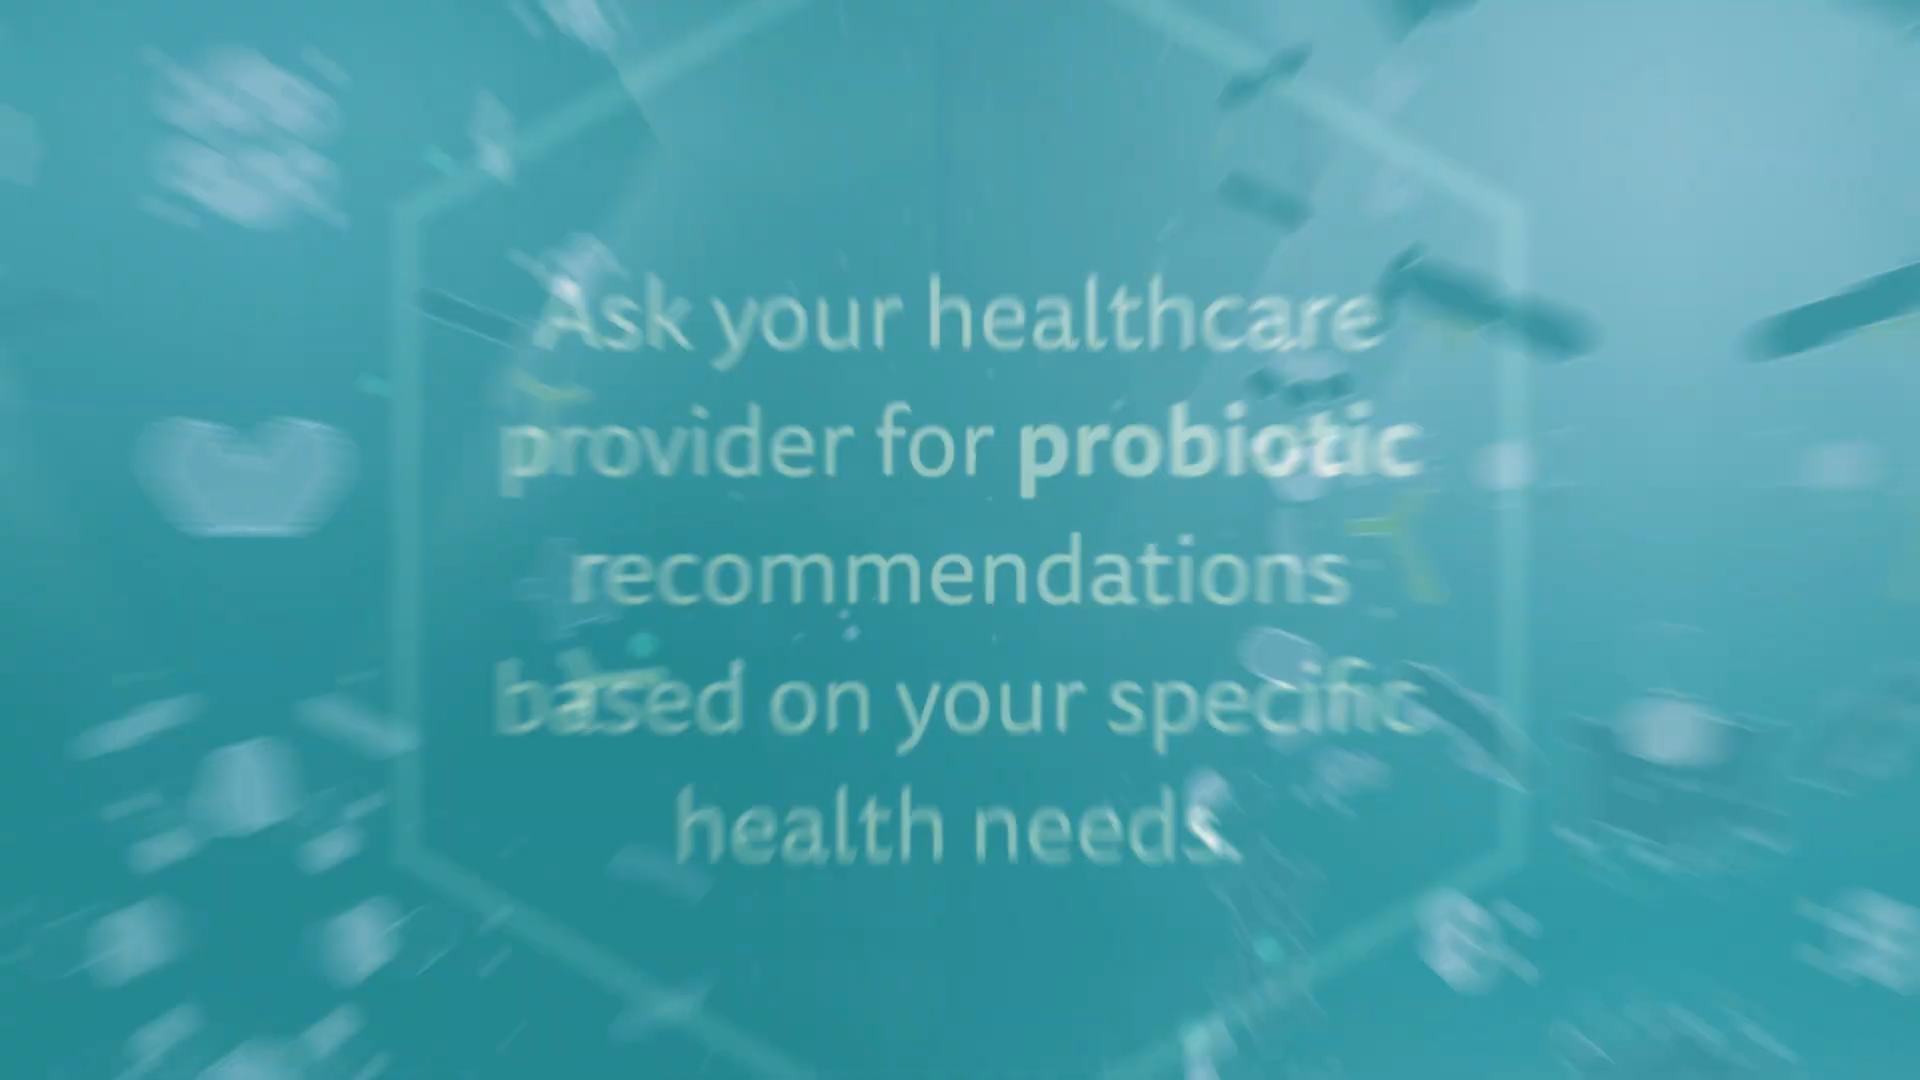 Ask your healthcare
provider for probiotic
recommendations
based on your specific
health needs.